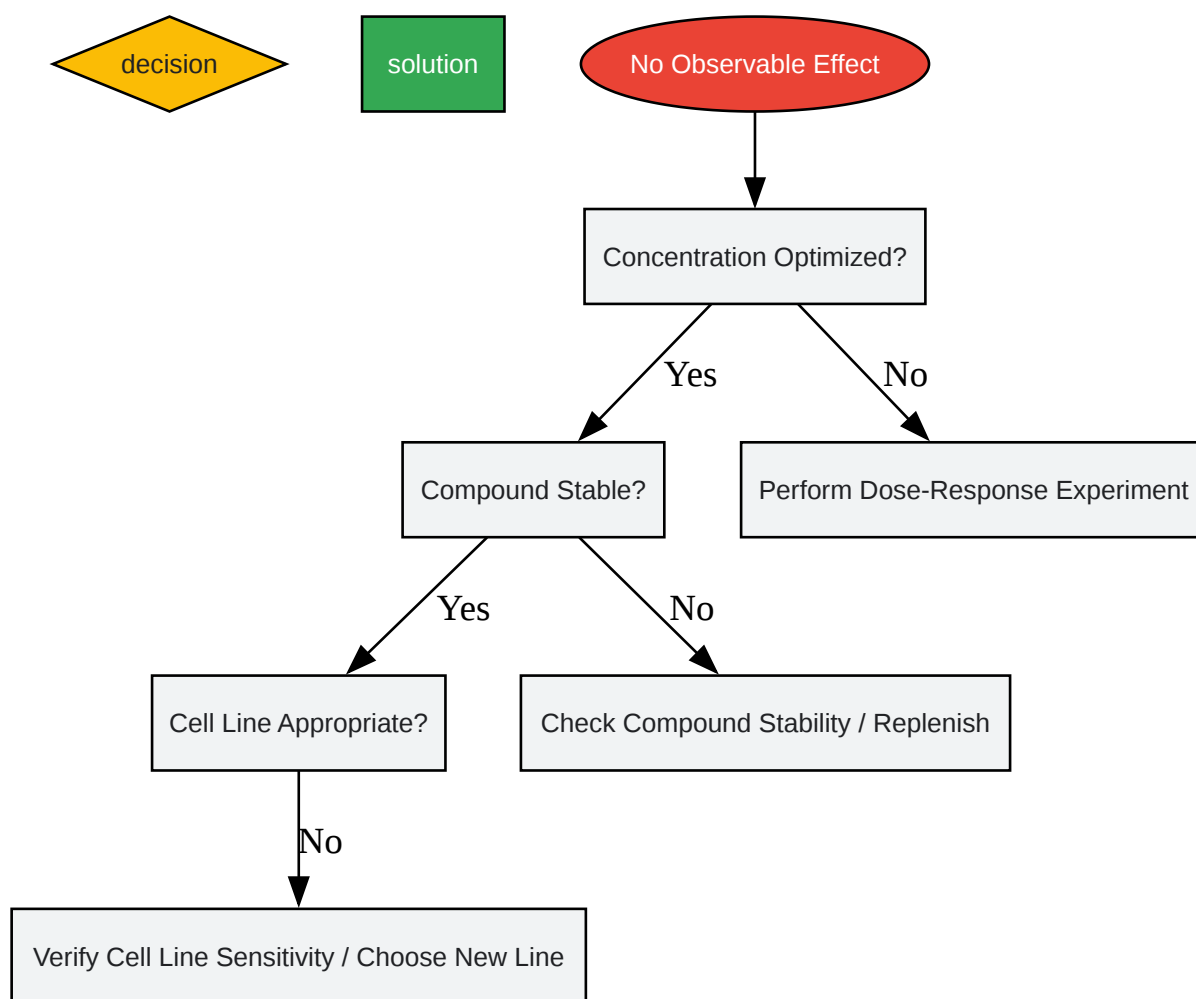 decision
solution
No Observable Effect
Concentration Optimized?
Yes
No
Compound Stable?
Perform Dose-Response Experiment
Yes
No
Cell Line Appropriate?
Check Compound Stability / Replenish
No
Verify Cell Line Sensitivity / Choose New Line